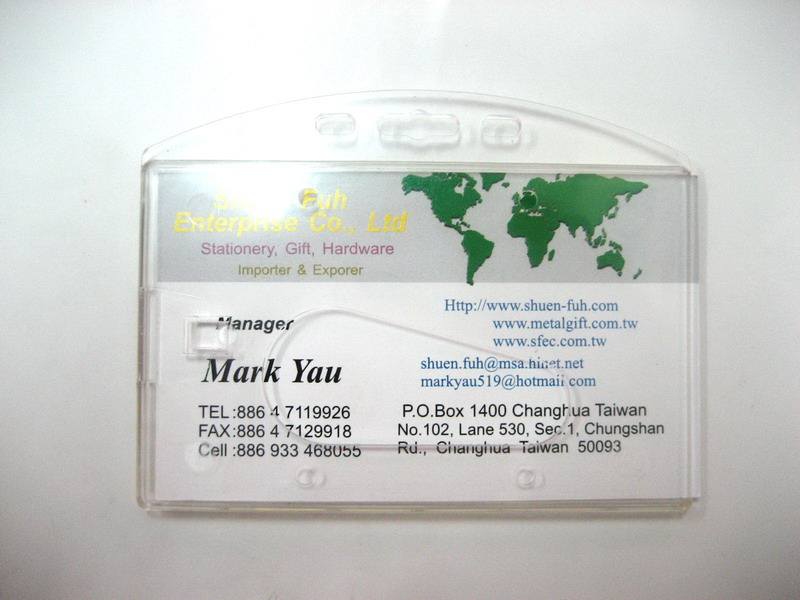 Shuen Fuh
Enterprise Co., Ltd
Stationery, Gift, Hardware
Importer & Exporer
Http://www.shuen-fuh.com
www.metalgift.com.tw
www.sfec.com.tw
Manager
Mark Yau
shuen.fuh@msa.hinet.net
markyau519@hotmail.com
TEL :886 4 7119926
FAX:886 4 7129918
Cell :886 933 468055
P.O.Box 1400 Changhua Taiwan
No.102, Lane 530, Sec.1, Chungshan
Rd., Changhua Taiwan 50093